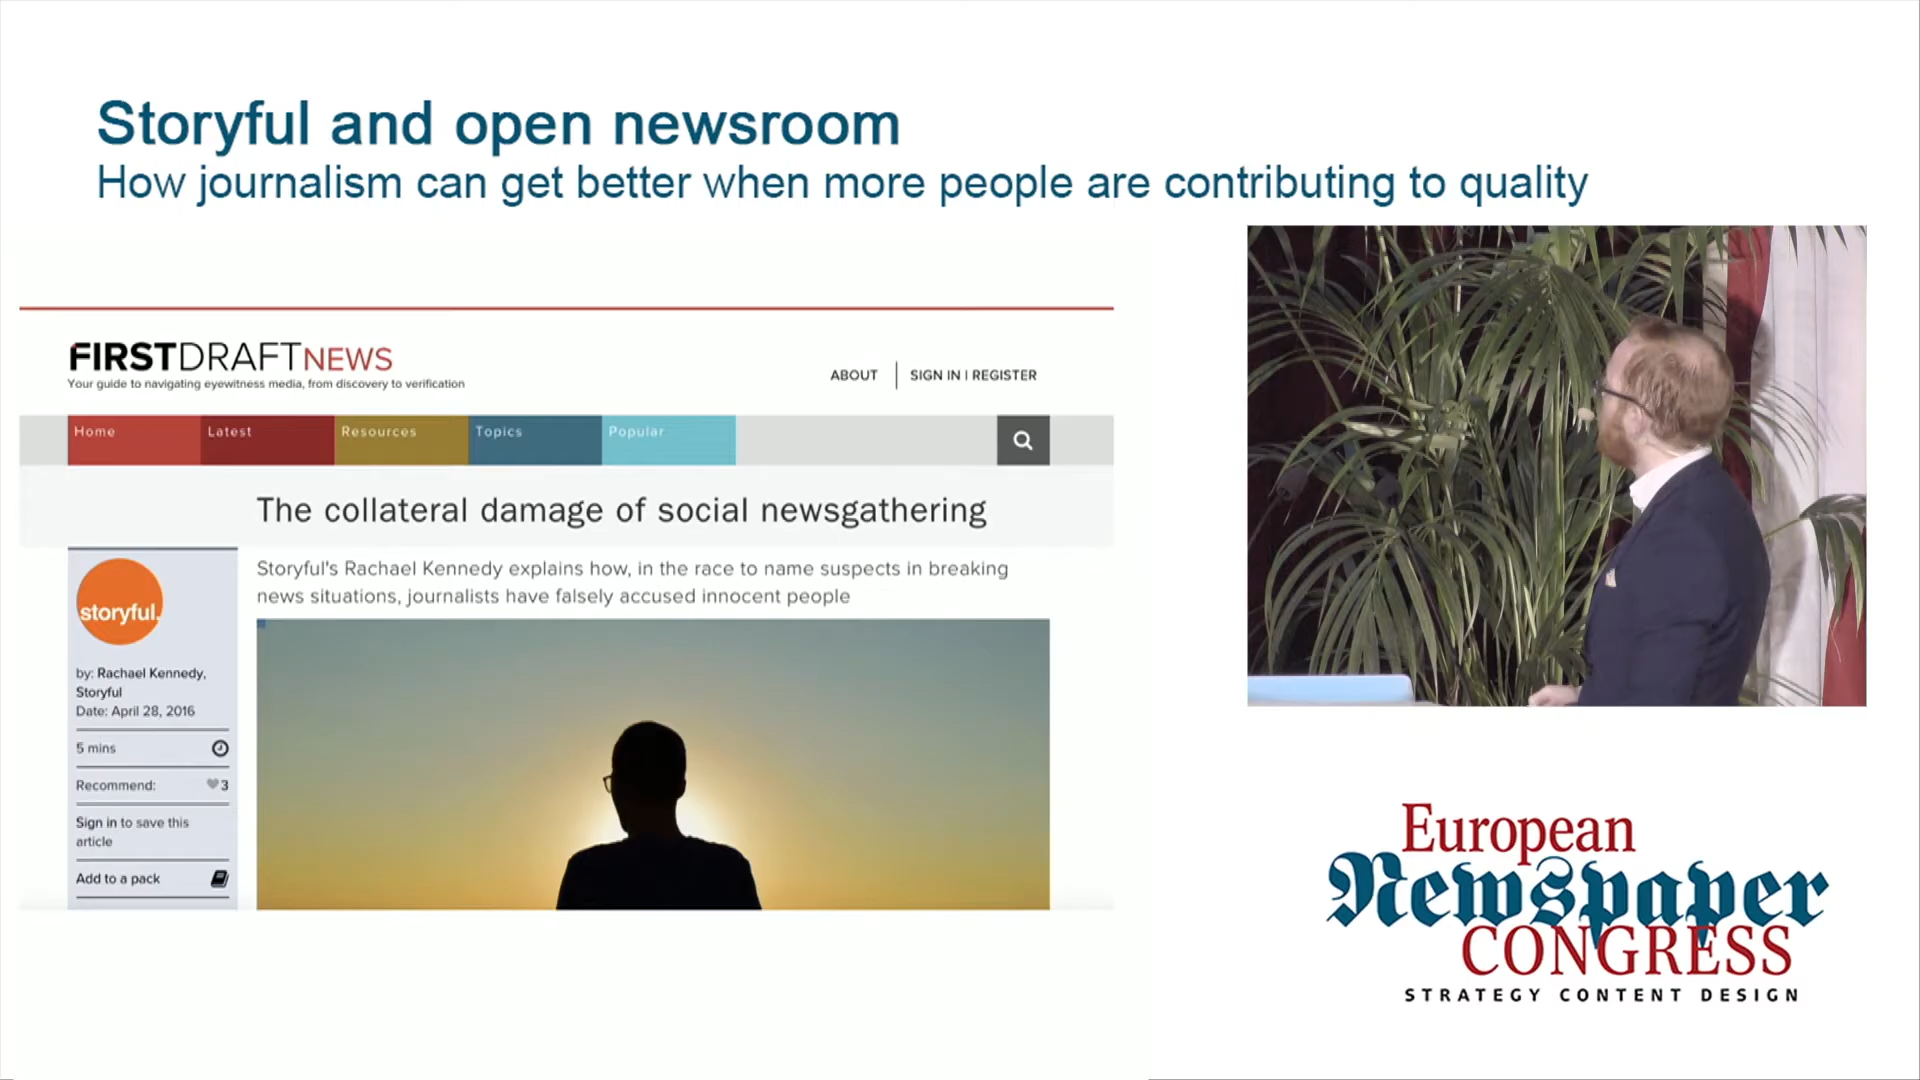 Storyful and open newsroom
How journalism can get better when more people are contributing to quality
FIRSTDRAFTNEWS
Your guide to navigating eyewitness media, from discovery to verification
ABOUT
SIGN IN | REGISTER
Home
Latest
Resources
Topics
Popular
The collateral damage of social newsgathering
Storyful's Rachael Kennedy explains how, in the race to name suspects in breaking
news situations, journalists have falsely accused innocent people
storyful.
by: Rachael Kennedy,
Storyful
Date: April 28, 2016
5 mins
Recommend: 3
Sign in to save this
article
Add to a pack
European
Newspaper
CONGRESS
STRATEGY CONTENT DESIGN